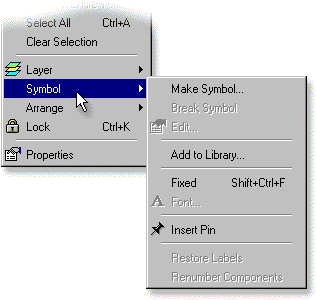 Select All Ctrl+A
Clear Selection
Layer
Symbol
Arrange
Lock Ctrl+K
Properties
Make Symbol...
Break Symbol
Edit...
Add to Library...
Fixed Shift+Ctrl+F
Font...
Insert Pin
Restore Labels
Renumber Components